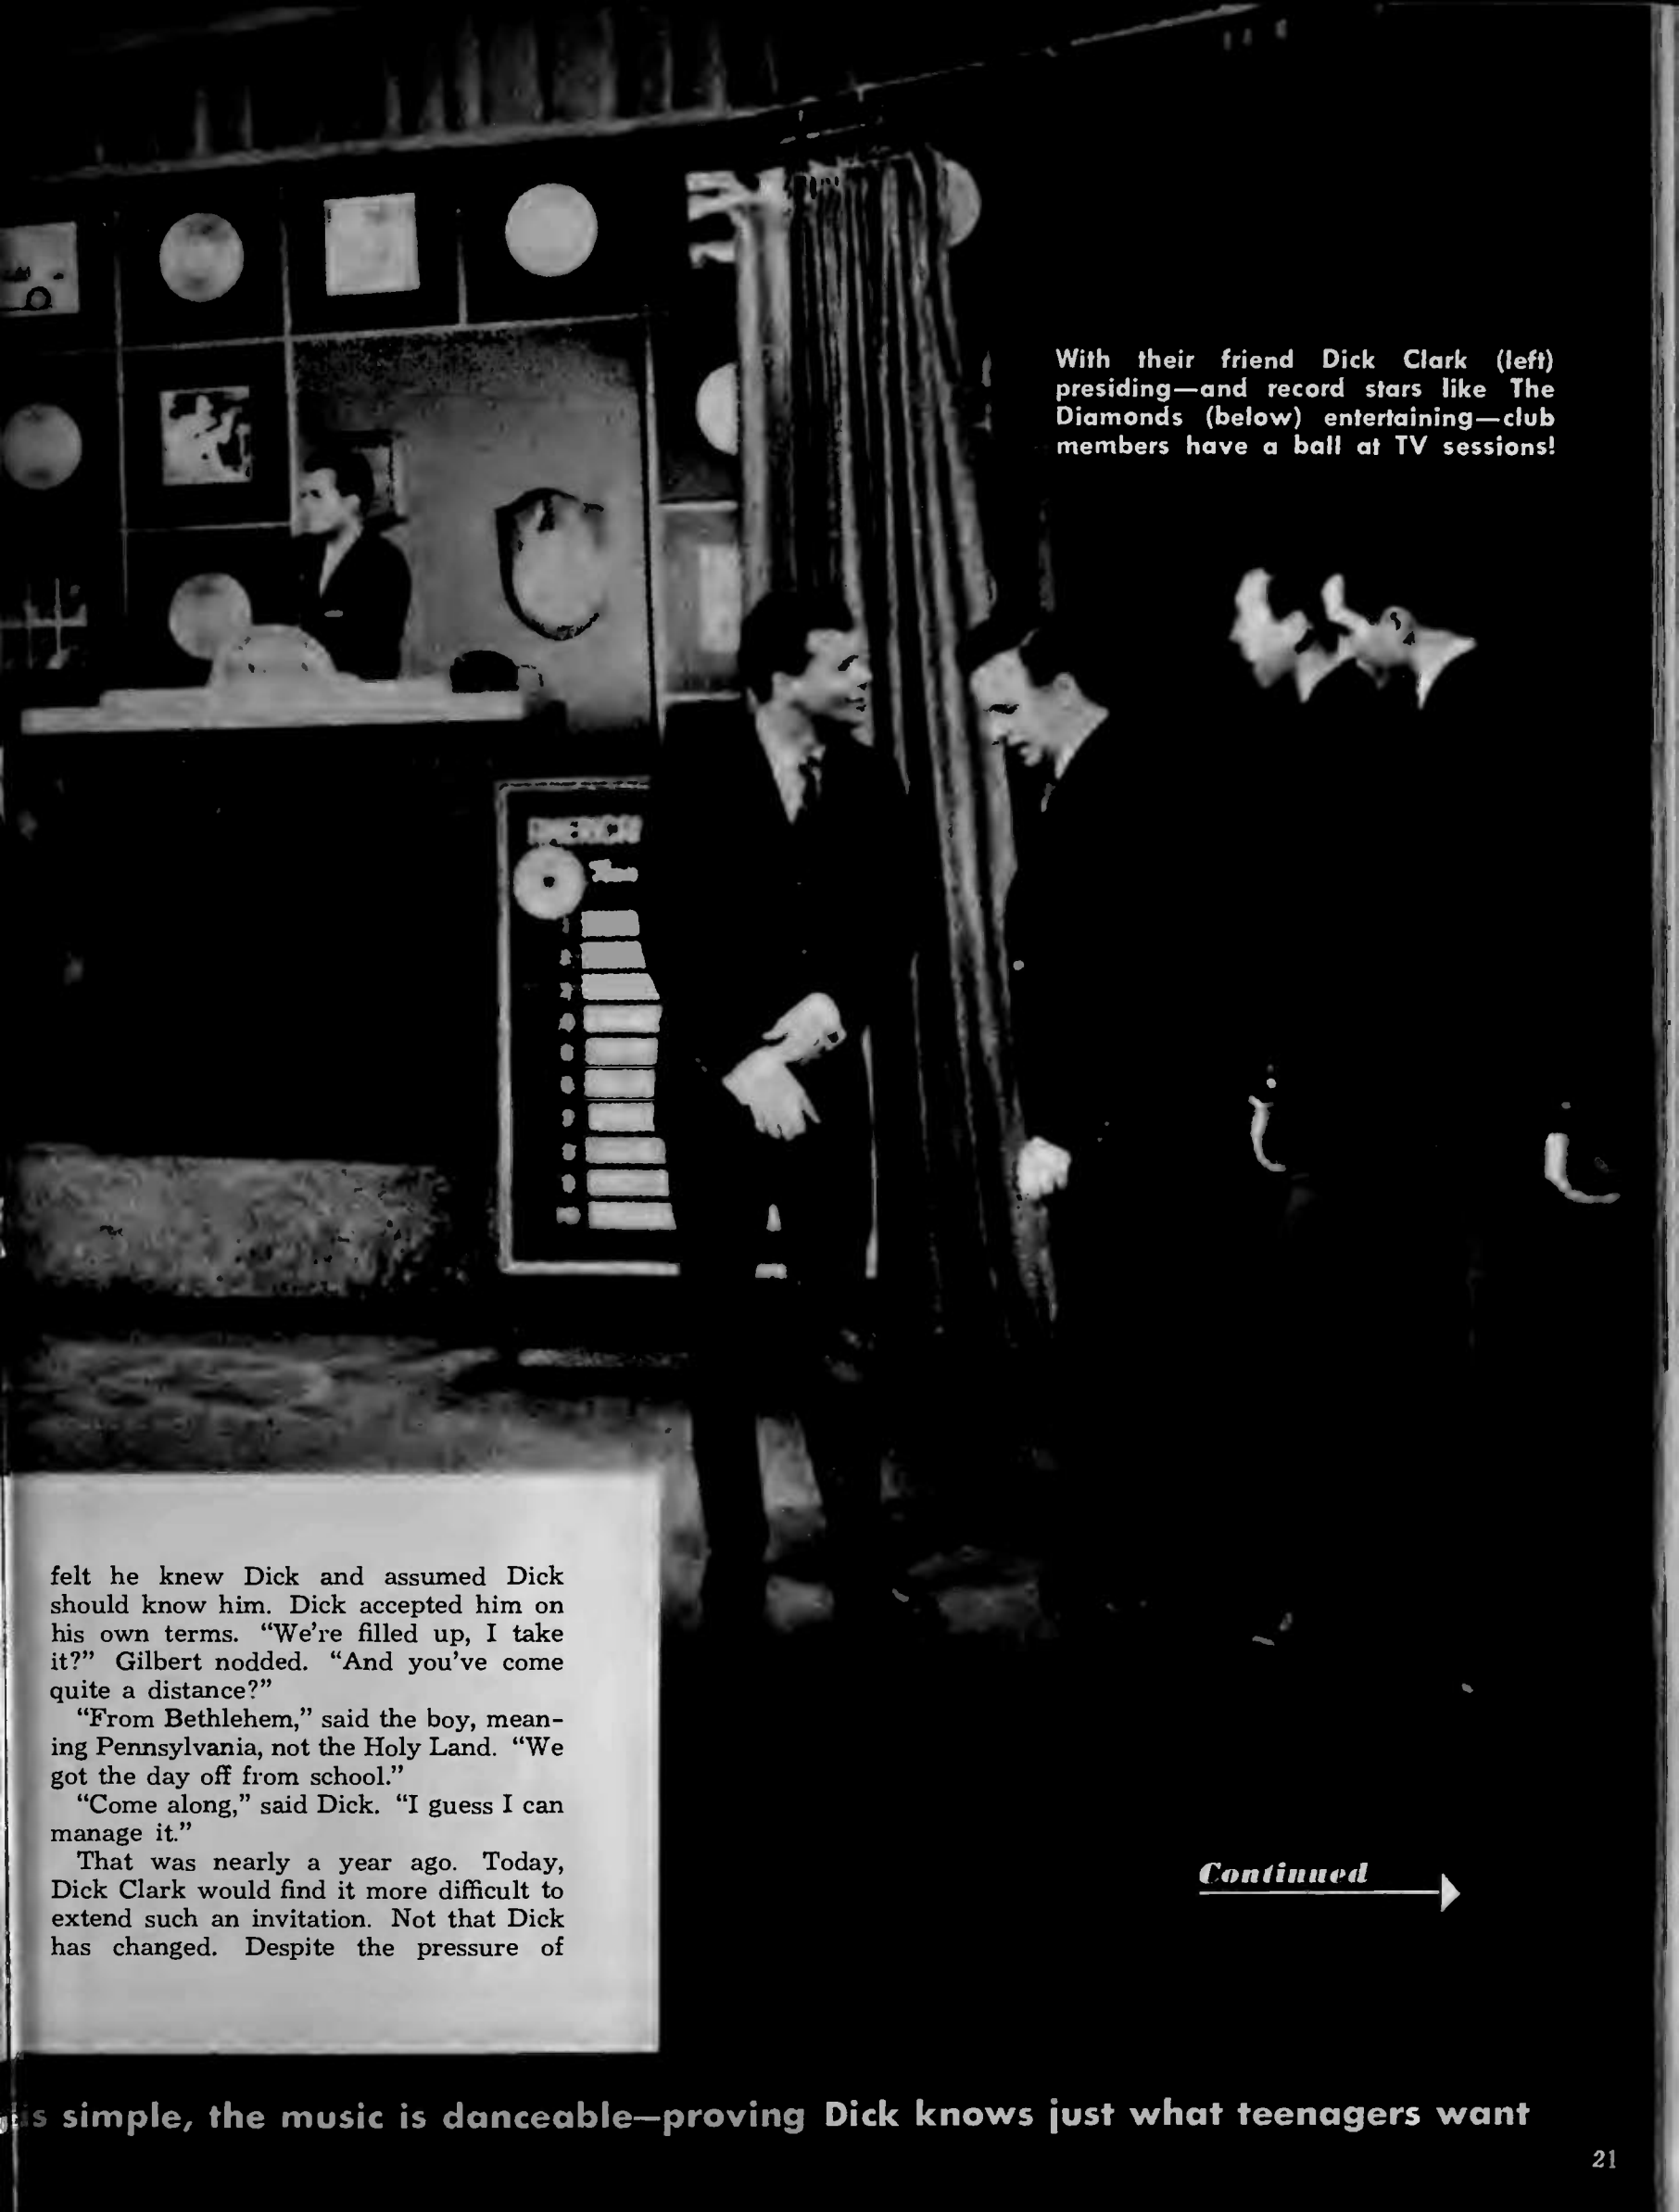 With their friend Dick Clark (left)
presiding—and record stars like The
Diamonds (below) entertaining—club
members have a ball at TV sessions!
felt he knew Dick and assumed Dick
should know him. Dick accepted him on
his own terms. “We’re filled up, I take
it?” Gilbert nodded. “And you’ve come
quite a distance?”
“From Bethlehem,” said the boy, mean-
ing Pennsylvania, not the Holy Land. “We
got the day off from school.”
“Come along,” said Dick. “I guess I can
manage it.”
That was nearly a year ago. Today,
Dick Clark would find it more difficult to
extend such an invitation. Not that Dick
has changed. Despite the pressure of
Continued
is simple, the music is danceable—proving Dick knows just what teenagers want
21